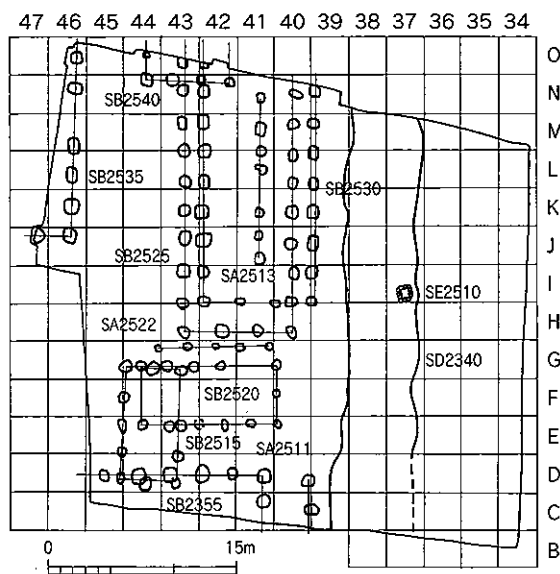 47 46 45 44 43 42 41 40 39 38 37 36 35 34
O
N
SB2540
M
L
SB2535
SB2530
K
J
SB2525
SA2513
I
SE2510
SA2522
H
G
SD2340
SB2520
F
E
SB2515
SA2511
D
SB2355
C
B
0 15m